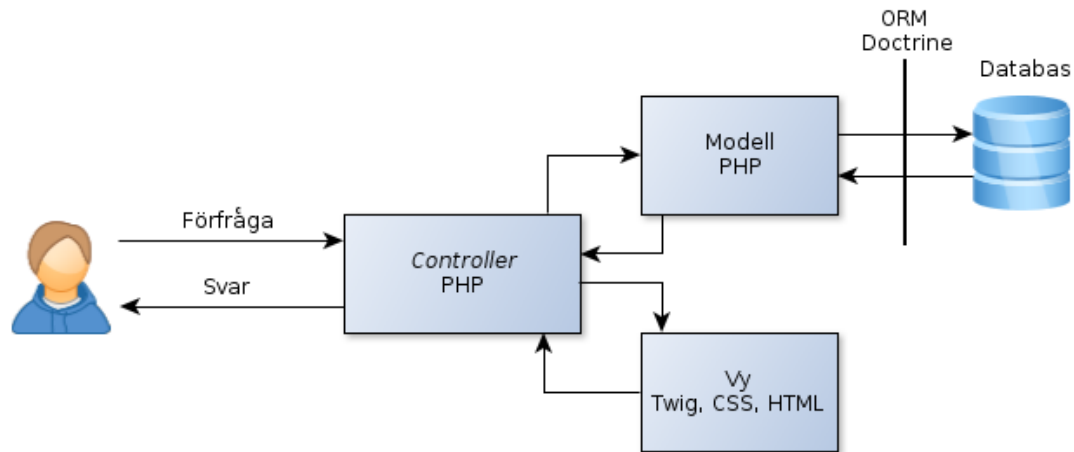 ORM
Doctrine
Databas
Modell
PHP
Förfråga
Controller
PHP
Svar
Vy
Twig, CSS, HTML